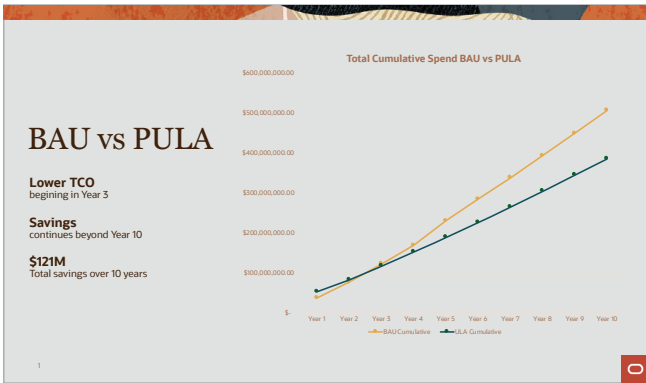 BAU vs PULA
Lower TCO
begining in Year 3
Savings
continues beyond Year 10
$121M
Total savings over 10 years
Total Cumulative Spend BAU vs PULA
$600,000,000.00
$500,000,000.00
$400,000,000.00
$300,000,000.00
$200,000,000.00
$100,000,000.00
$-
Year 1 Year 2 Year 3 Year 4 Year 5 Year 6 Year 7 Year 8 Year 9 Year 10
BAU Cumulative ULA Cumulative
1